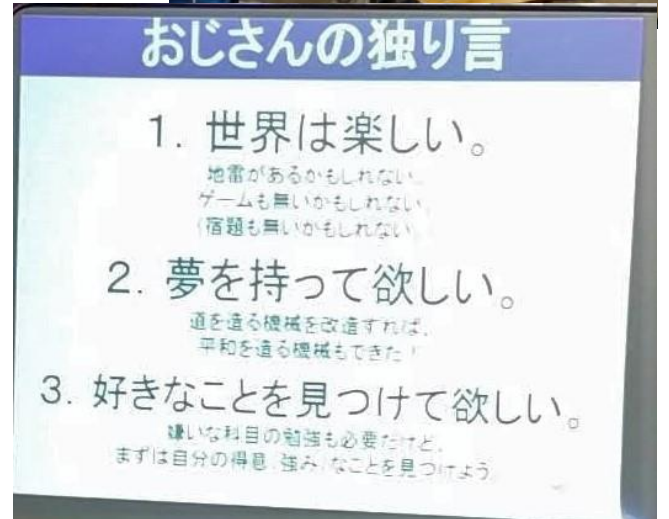 おじさんの独り言
1. 世界は楽しい。
地雷があるかもしれない。
ゲームも無いかもしれない。
(宿題も無いかもしれない)
2. 夢を持って欲しい。
道を造る機械を改造すれば、
平和を造る機械もできた！
3. 好きなことを見つけて欲しい。
嫌いな科目の勉強も必要だけど、
まずは自分の得意(強み)なことを見つけよう。